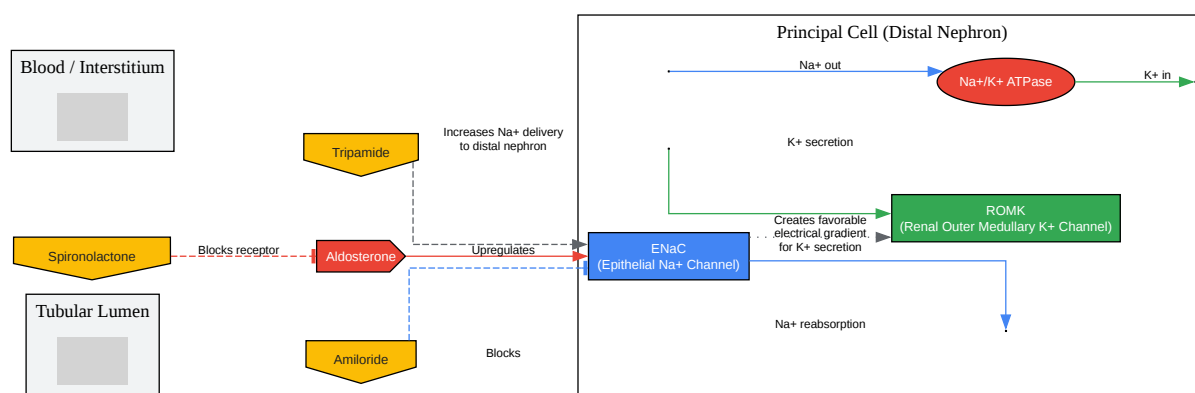 Principal Cell (Distal Nephron)
Blood / Interstitium
Na+ out
Na+/K+ ATPase
K+ in
Increases Na+ delivery
to distal nephron
Tripamide
K+ secretion
ROMK
(Renal Outer Medullary K+ Channel)
Creates favorable
electrical gradient
for K+ secretion
Spironolactone
Blocks receptor
Aldosterone
Upregulates
ENaC
(Epithelial Na+ Channel)
Tubular Lumen
Na+ reabsorption
Amiloride
Blocks